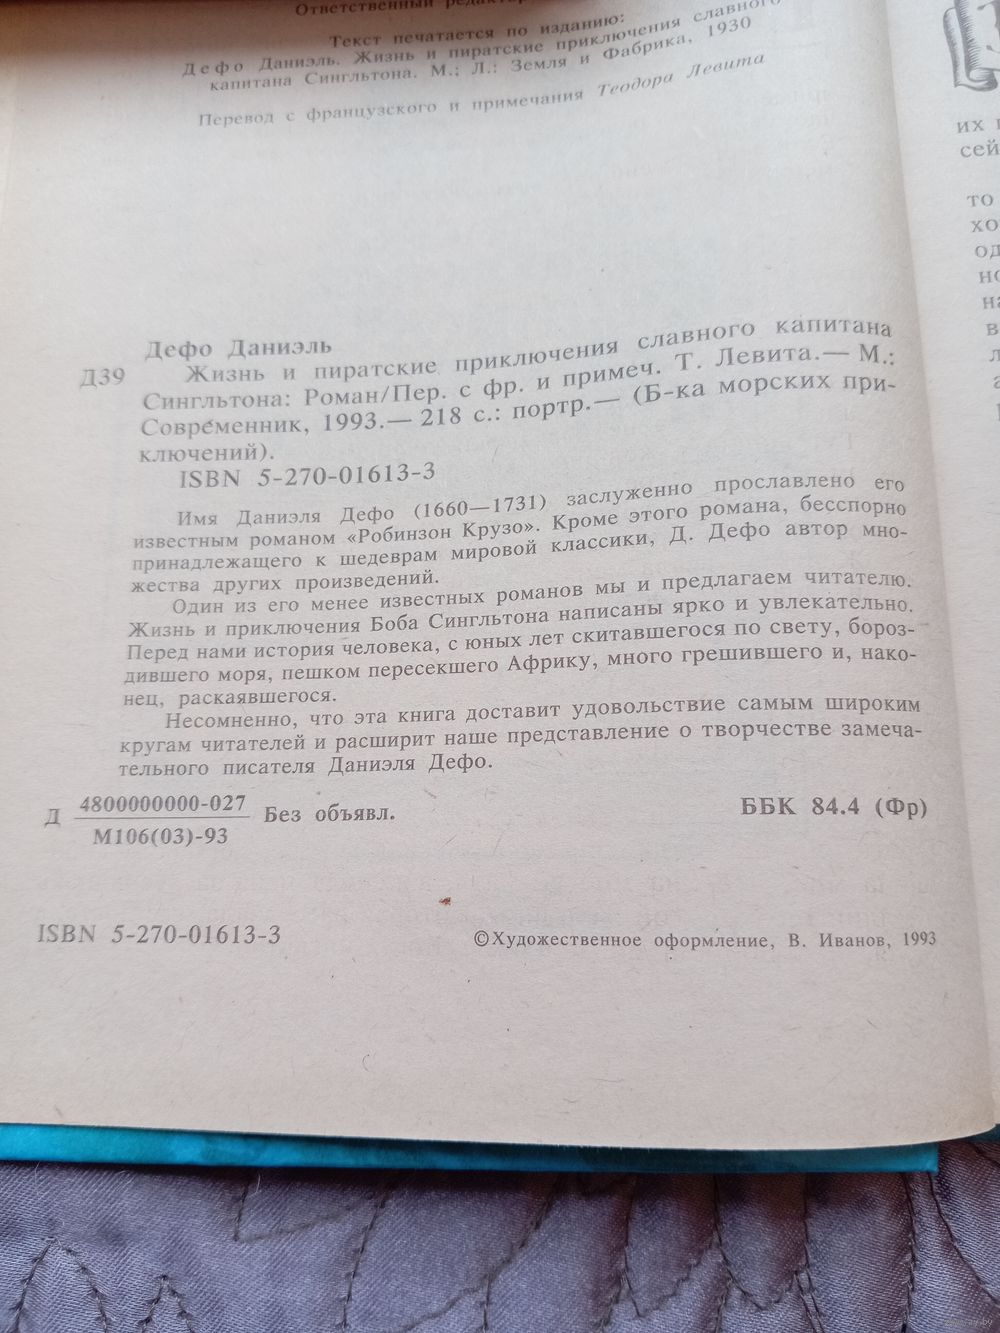 Ответственный редактор
Текст печатается по изданию:
Дефо Даниэль. Жизнь и пиратские приключения славного
капитана Сингльтона. М.; Л.: Земля и Фабрика, 1930
Перевод с французского и примечания Теодора Левита
Дефо Даниэль
Д39 Жизнь и пиратские приключения славного капитана
Сингльтона: Роман/Пер. с фр. и примеч. Т. Левита.— М.:
Современник, 1993.— 218 с.: портр.— (Б-ка морских при-
ключений).
ISBN 5-270-01613-3
Имя Даниэля Дефо (1660—1731) заслуженно прославлено его
известным романом «Робинзон Крузо». Кроме этого романа, бесспорно
принадлежащего к шедеврам мировой классики, Д. Дефо автор мно-
жества других произведений.
Один из его менее известных романов мы и предлагаем читателю.
Жизнь и приключения Боба Сингльтона написаны ярко и увлекательно.
Перед нами история человека, с юных лет скитавшегося по свету, бороз-
дившего моря, пешком пересекшего Африку, много грешившего и, нако-
нец, раскаявшегося.
Несомненно, что эта книга доставит удовольствие самым широким
кругам читателей и расширит наше представление о творчестве замеча-
тельного писателя Даниэля Дефо.
Д 4800000000-027 Без объявл. ББК 84.4 (Фр)
М106(03)-93
ISBN 5-270-01613-3 ©Художественное оформление, В. Иванов, 1993
их
сей
то
хо
од
но
на
в
л
а